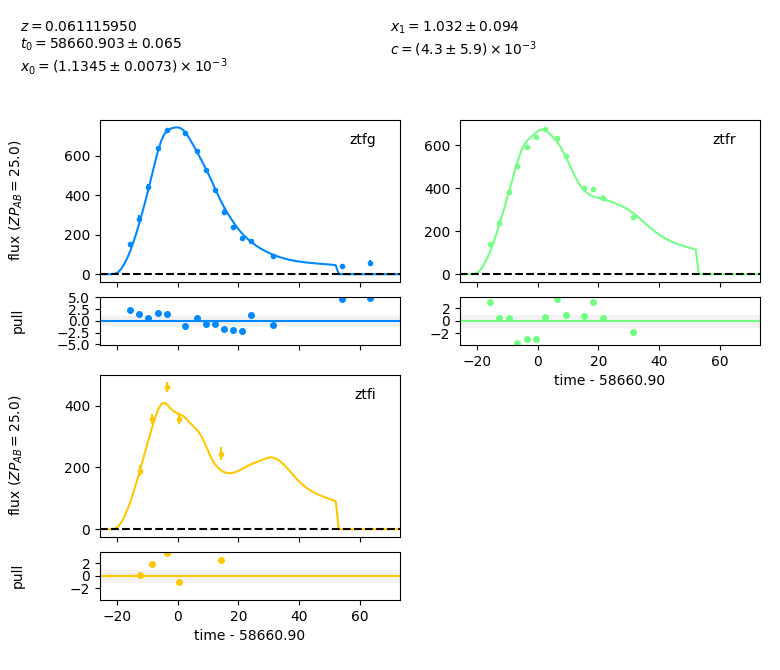 z = 0.061115950
t₀ = 58660.903 ± 0.065
x₀ = (1.1345 ± 0.0073) × 10⁻³
x₁ = 1.032 ± 0.094
c = (4.3 ± 5.9) × 10⁻³
flux (ZP_AB = 25.0)
600
400
200
0
ztfg
pull
5.0
2.5
0.0
−2.5
−5.0
600
400
200
0
ztfr
2
0
−2
−20 0 20 40 60
time - 58660.90
flux (ZP_AB = 25.0)
400
200
0
ztfi
pull
2
0
−2
−20 0 20 40 60
time - 58660.90